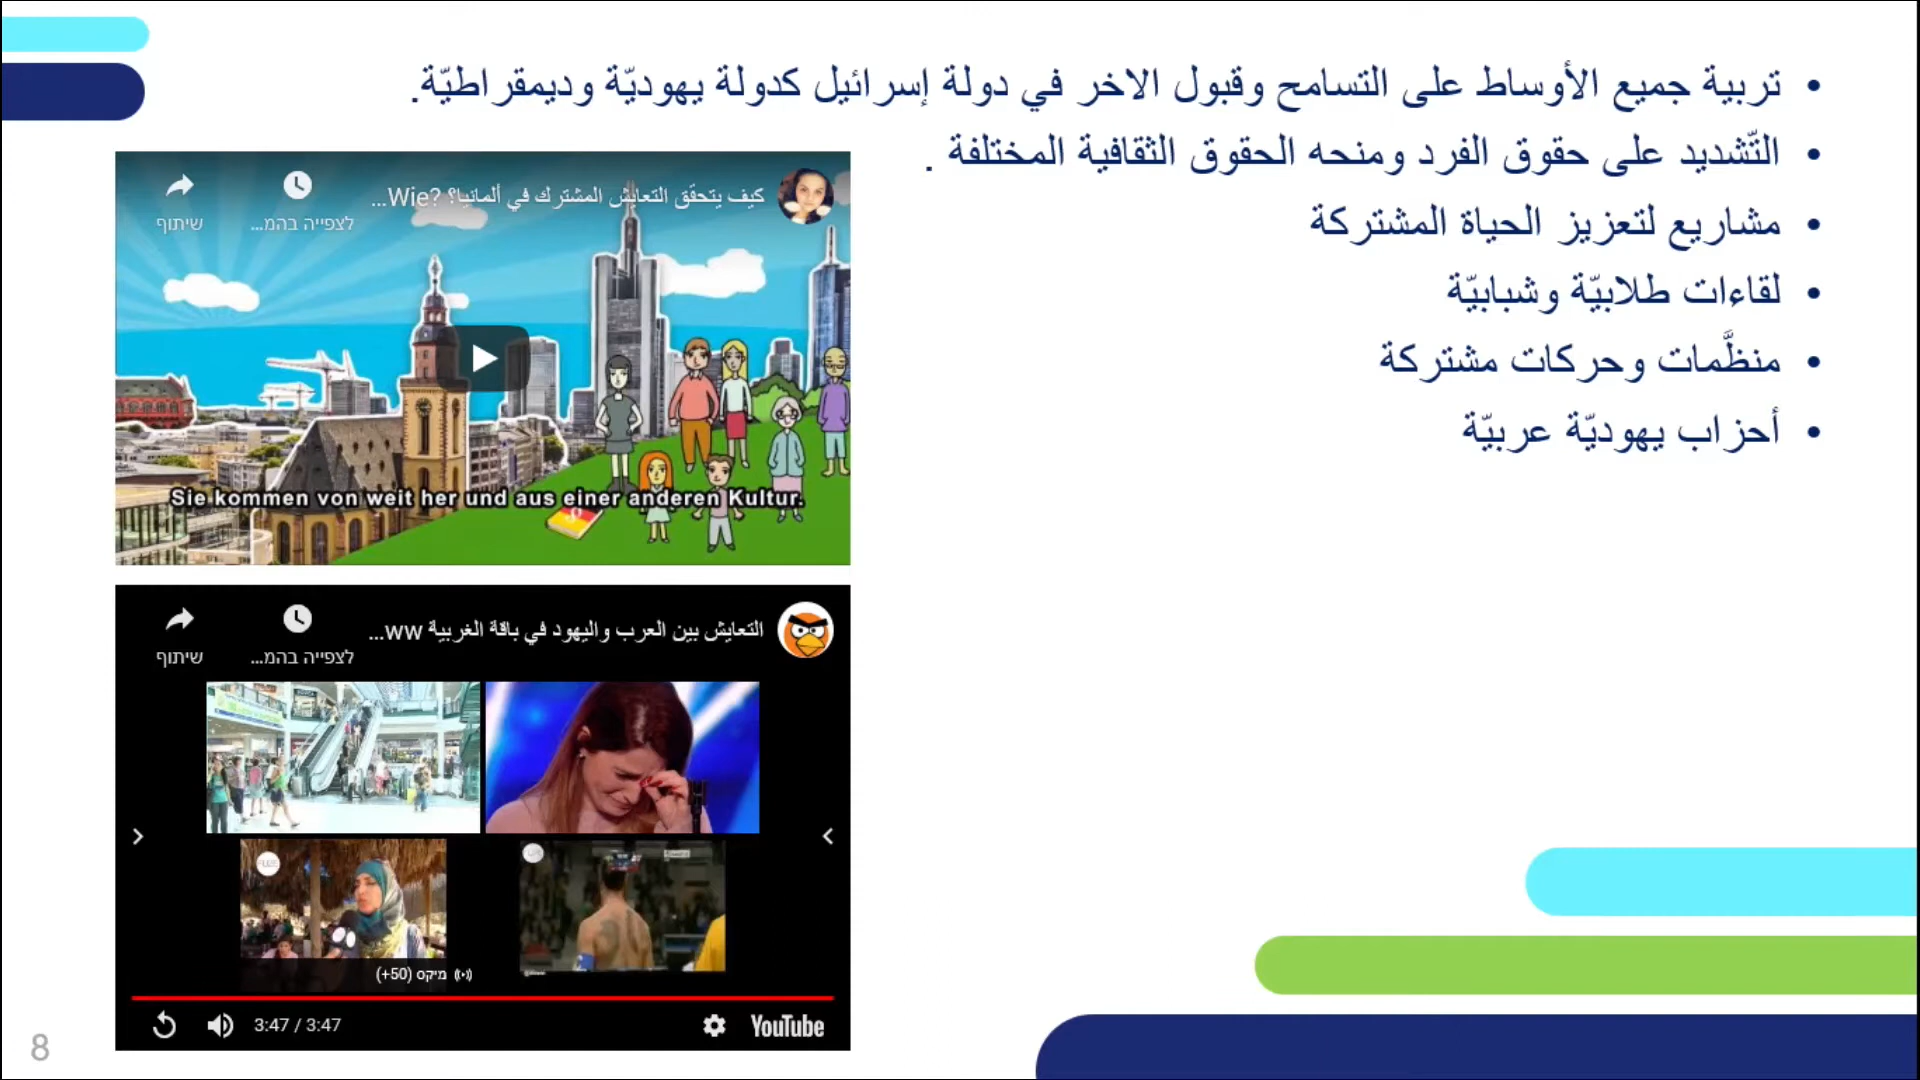 تربية جميع الأوساط على التسامح وقبول الاخر في دولة إسرائيل كدولة يهوديّة وديمقراطيّة.
التّشديد على حقوق الفرد ومنحه الحقوق الثقافية المختلفة .
مشاريع لتعزيز الحياة المشتركة
لقاءات طلابيّة وشبابيّة
منظَّمات وحركات مشتركة
أحزاب يهوديّة عربيّة
كيف يتحقّق التعايش المشترك في ألمانيا؟ Wie?...
לצפייה בהמ...
שיתוף
Sie kommen von weit her und aus einer anderen Kultur.
التعايش بين العرب واليهود في باقة الغربية ww...
לצפייה בהמ...
שיתוף
מיקס (50+)
3:47 / 3:47
YouTube
8